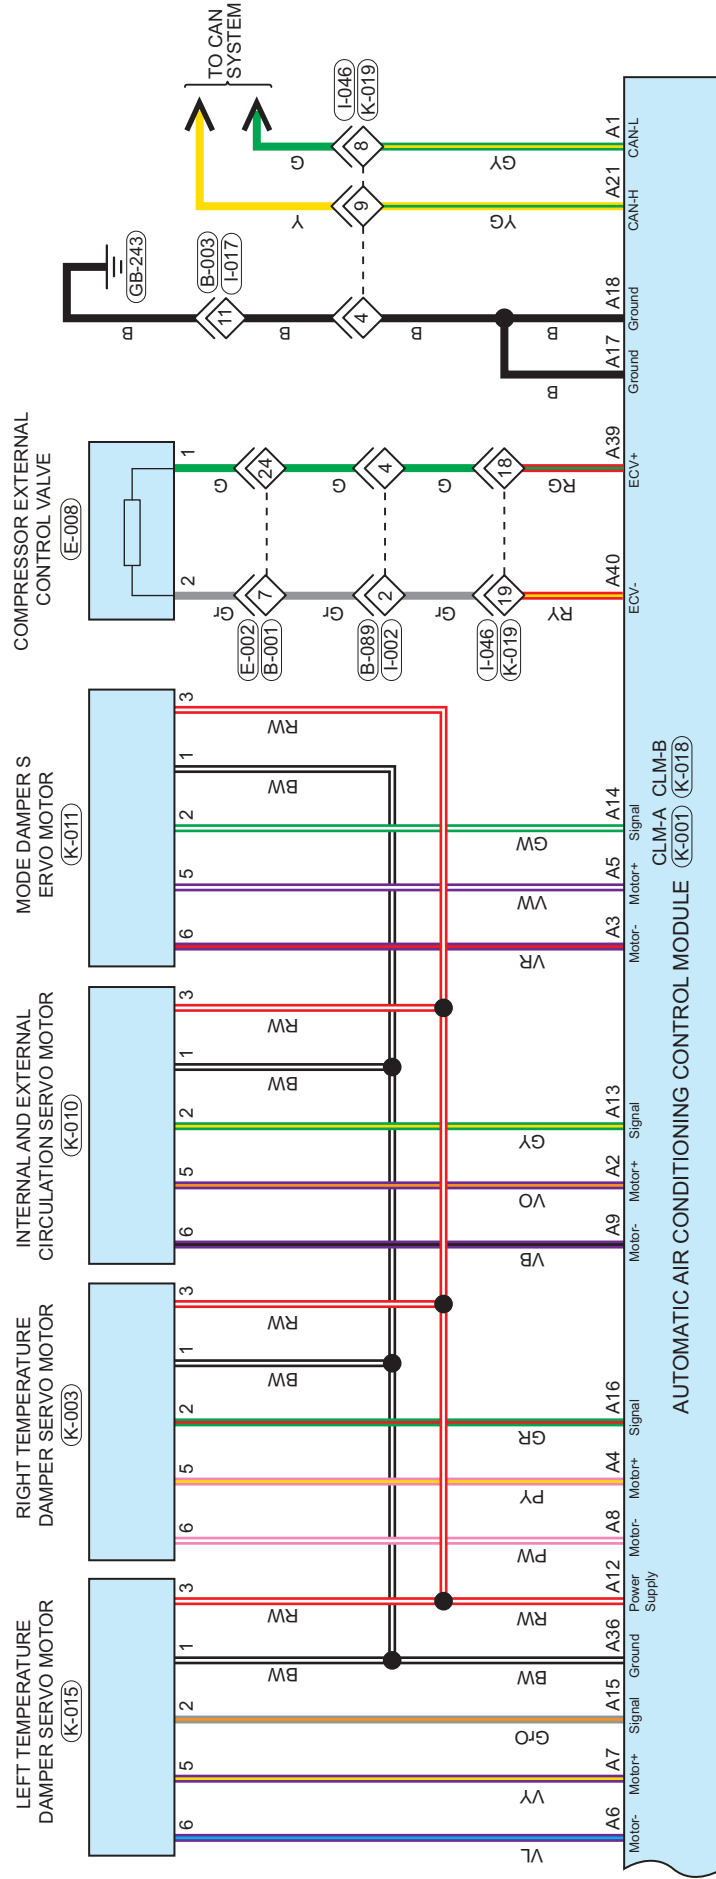 LEFT TEMPERATURE
DAMPER SERVO MOTOR
K-015
RIGHT TEMPERATURE
DAMPER SERVO MOTOR
K-003
INTERNAL AND EXTERNAL
CIRCULATION SERVO MOTOR
K-010
MODE DAMPER S
ERVO MOTOR
K-011
COMPRESSOR EXTERNAL
CONTROL VALVE
E-008
TO CAN
SYSTEM
GB-243
6 5 2 1 3
6 5 2 1 3
6 5 2 1 3
6 5 2 1 3
2 1
B
B-003
I-017
11
B
I-046
K-019
4 9 8
Y G
BW RW
BW RW
BW RW
BW RW
Gr G
E-002
B-001
7 24
Gr G
B-089
I-002
2 4
Gr G
I-046
K-019
19 18
B
VL VY GrO BW RW
PW PY GR
VB VO GY
VR VW GW
RY RG
B B
YG GY
A6 A7 A15 A36 A12
A8 A4 A16
A9 A2 A13
A3 A5 A14
A40 A39
A17 A18
A21 A1
Motor- Motor+ Signal Ground Power
Supply
Motor- Motor+ Signal
Motor- Motor+ Signal
Motor- Motor+ Signal
ECV- ECV+
Ground Ground
CAN-H CAN-L
AUTOMATIC AIR CONDITIONING CONTROL MODULE
CLM-A CLM-B
K-001 K-018